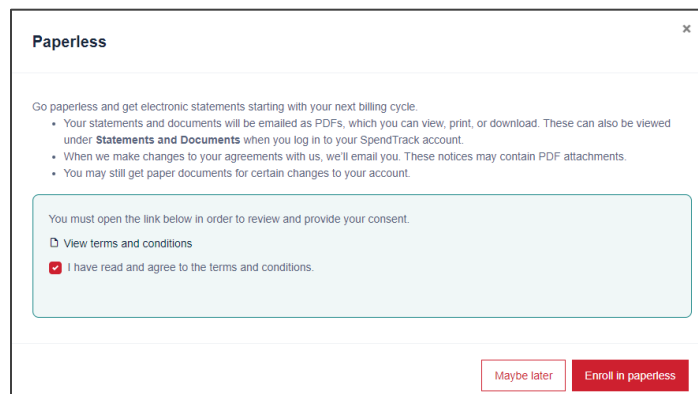 Paperless
×
Go paperless and get electronic statements starting with your next billing cycle.
• Your statements and documents will be emailed as PDFs, which you can view, print, or download. These can also be viewed
under Statements and Documents when you log in to your SpendTrack account.
• When we make changes to your agreements with us, we'll email you. These notices may contain PDF attachments.
• You may still get paper documents for certain changes to your account.
You must open the link below in order to review and provide your consent.
View terms and conditions
I have read and agree to the terms and conditions.
Maybe later
Enroll in paperless